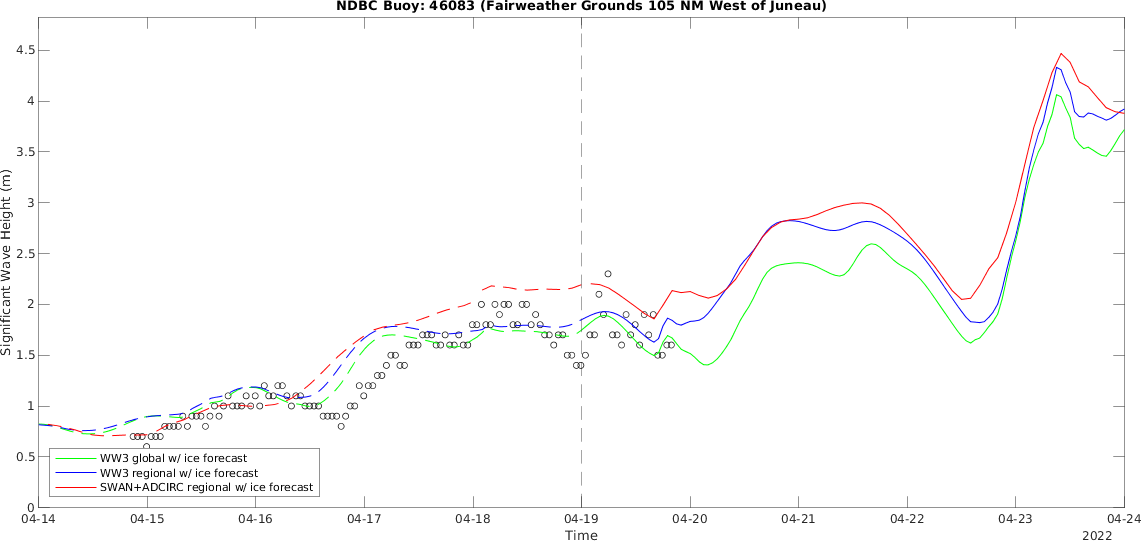 NDBC Buoy: 46083 (Fairweather Grounds 105 NM West of Juneau)
Significant Wave Height (m)
4.5
4
3.5
3
2.5
2
1.5
1
0.5
0
WW3 global w/ ice forecast
WW3 regional w/ ice forecast
SWAN+ADCIRC regional w/ ice forecast
04-14 04-15 04-16 04-17 04-18 04-19 04-20 04-21 04-22 04-23 04-24
Time
2022